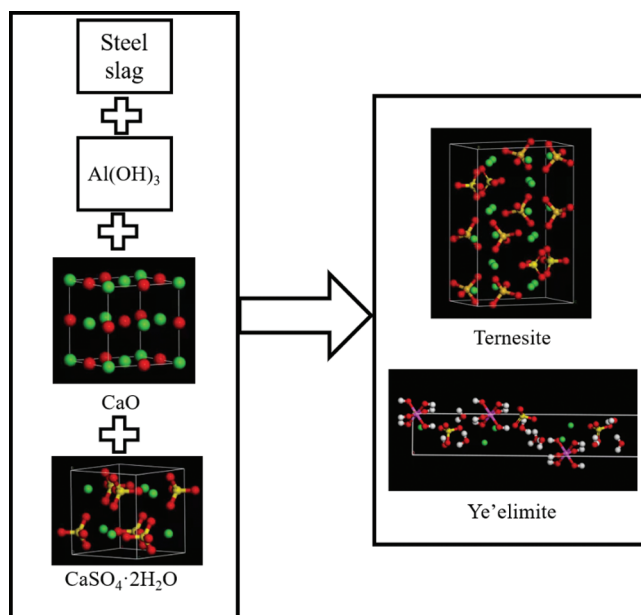 Steel
slag
Al(OH)₃
CaO
CaSO₄·2H₂O
Ternesite
Ye’elimite